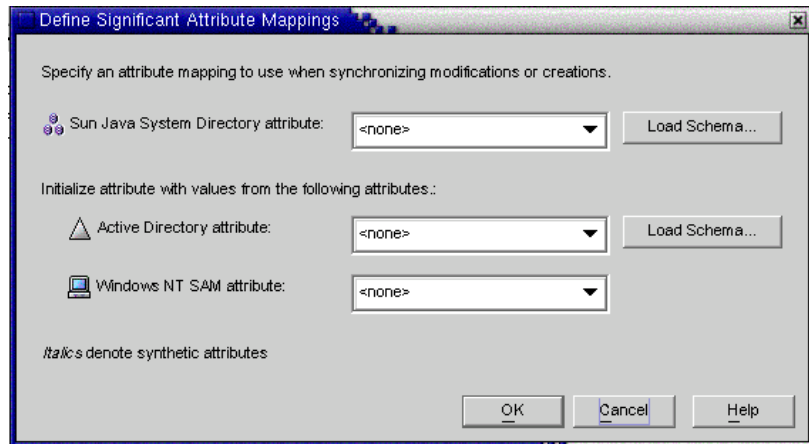 Define Significant Attribute Mappings
Specify an attribute mapping to use when synchronizing modifications or creations.
Sun Java System Directory attribute: <none> Load Schema...
Initialize attribute with values from the following attributes.:
Active Directory attribute: <none> Load Schema...
Windows NT SAM attribute: <none>
Italics denote synthetic attributes
OK Cancel Help